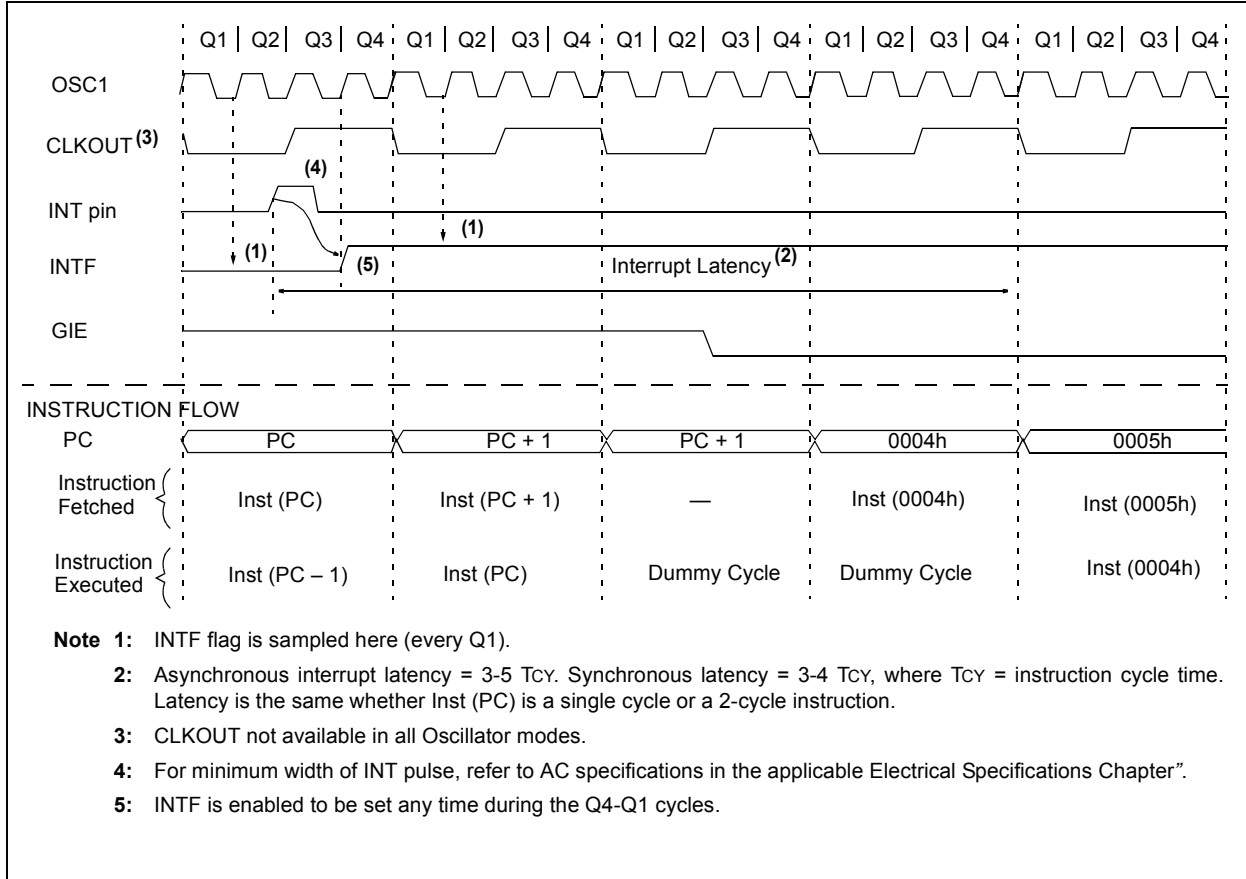 Q1 Q2 Q3 Q4 Q1 Q2 Q3 Q4 Q1 Q2 Q3 Q4 Q1 Q2 Q3 Q4 Q1 Q2 Q3 Q4
OSC1
CLKOUT (3)
(4)
INT pin
(1)
(1)
INTF
(5)
Interrupt Latency (2)
GIE
INSTRUCTION FLOW
PC PC PC + 1 PC + 1 0004h 0005h
Instruction
Fetched
Inst (PC) Inst (PC + 1) — Inst (0004h) Inst (0005h)
Instruction
Executed
Inst (PC – 1) Inst (PC) Dummy Cycle Dummy Cycle Inst (0004h)
Note 1: INTF flag is sampled here (every Q1).
2: Asynchronous interrupt latency = 3-5 TCY. Synchronous latency = 3-4 TCY, where TCY = instruction cycle time.
Latency is the same whether Inst (PC) is a single cycle or a 2-cycle instruction.
3: CLKOUT not available in all Oscillator modes.
4: For minimum width of INT pulse, refer to AC specifications in the applicable Electrical Specifications Chapter”.
5: INTF is enabled to be set any time during the Q4-Q1 cycles.